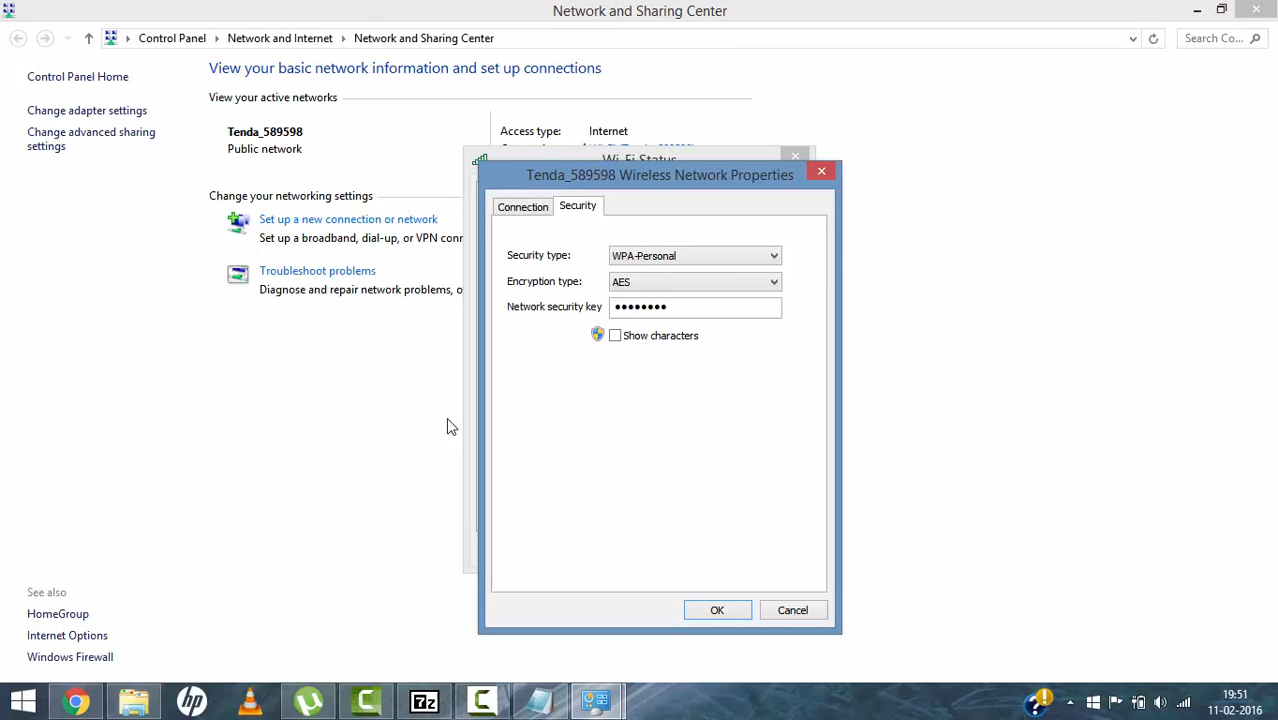 Network and Sharing Center
Control Panel Network and Internet Network and Sharing Center
Search Co...
Control Panel Home
Change adapter settings
Change advanced sharing
settings
View your basic network information and set up connections
View your active networks
Tenda_589598
Public network
Access type: Internet
Change your networking settings
Set up a new connection or network
Set up a broadband, dial-up, or VPN conn
Troubleshoot problems
Diagnose and repair network problems, o
Wi-Fi Status
Tenda_589598 Wireless Network Properties
Connection Security
Security type: WPA-Personal
Encryption type: AES
Network security key ••••••••
Show characters
OK Cancel
See also
HomeGroup
Internet Options
Windows Firewall
hp
7z
19:51
11-02-2016